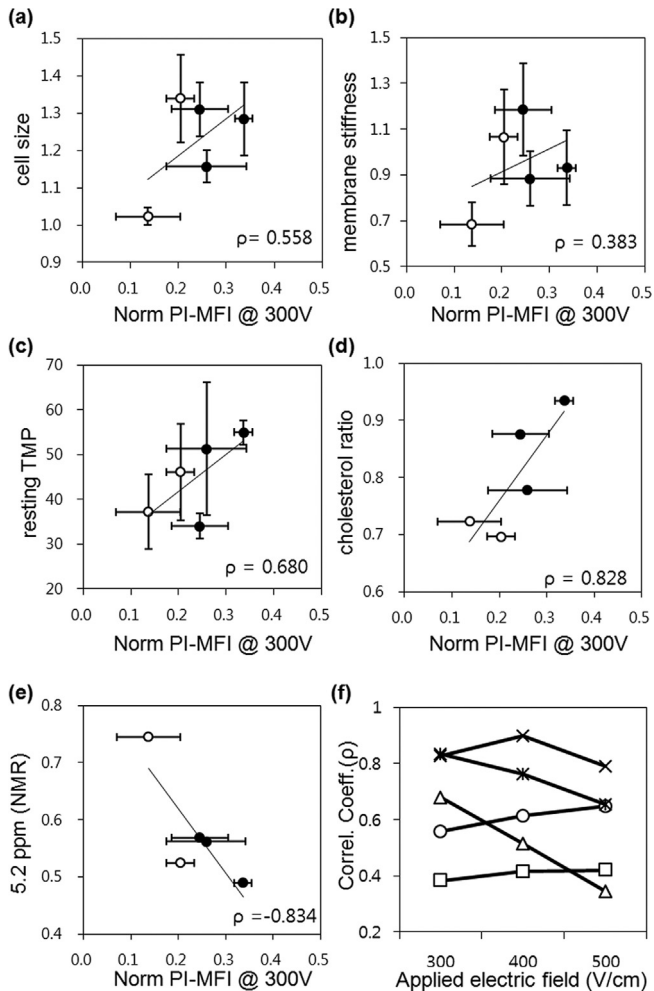 (a)
cell size
1.5
1.4
1.3
1.2
1.1
1.0
0.9
0.0 0.1 0.2 0.3 0.4 0.5
Norm PI-MFI @ 300V
ρ= 0.558
(b)
membrane stiffness
1.5
1.3
1.1
0.9
0.7
0.5
0.0 0.1 0.2 0.3 0.4 0.5
Norm PI-MFI @ 300V
ρ = 0.383
(c)
resting TMP
70
60
50
40
30
20
0.0 0.1 0.2 0.3 0.4 0.5
Norm PI-MFI @ 300V
ρ = 0.680
(d)
cholesterol ratio
1.0
0.9
0.8
0.7
0.6
0.0 0.1 0.2 0.3 0.4 0.5
Norm PI-MFI @ 300V
ρ = 0.828
(e)
5.2 ppm (NMR)
0.8
0.7
0.6
0.5
0.4
0.0 0.1 0.2 0.3 0.4 0.5
Norm PI-MFI @ 300V
ρ =-0.834
(f)
Correl. Coeff.(ρ)
1
0.8
0.6
0.4
0.2
300 400 500
Applied electric field (V/cm)